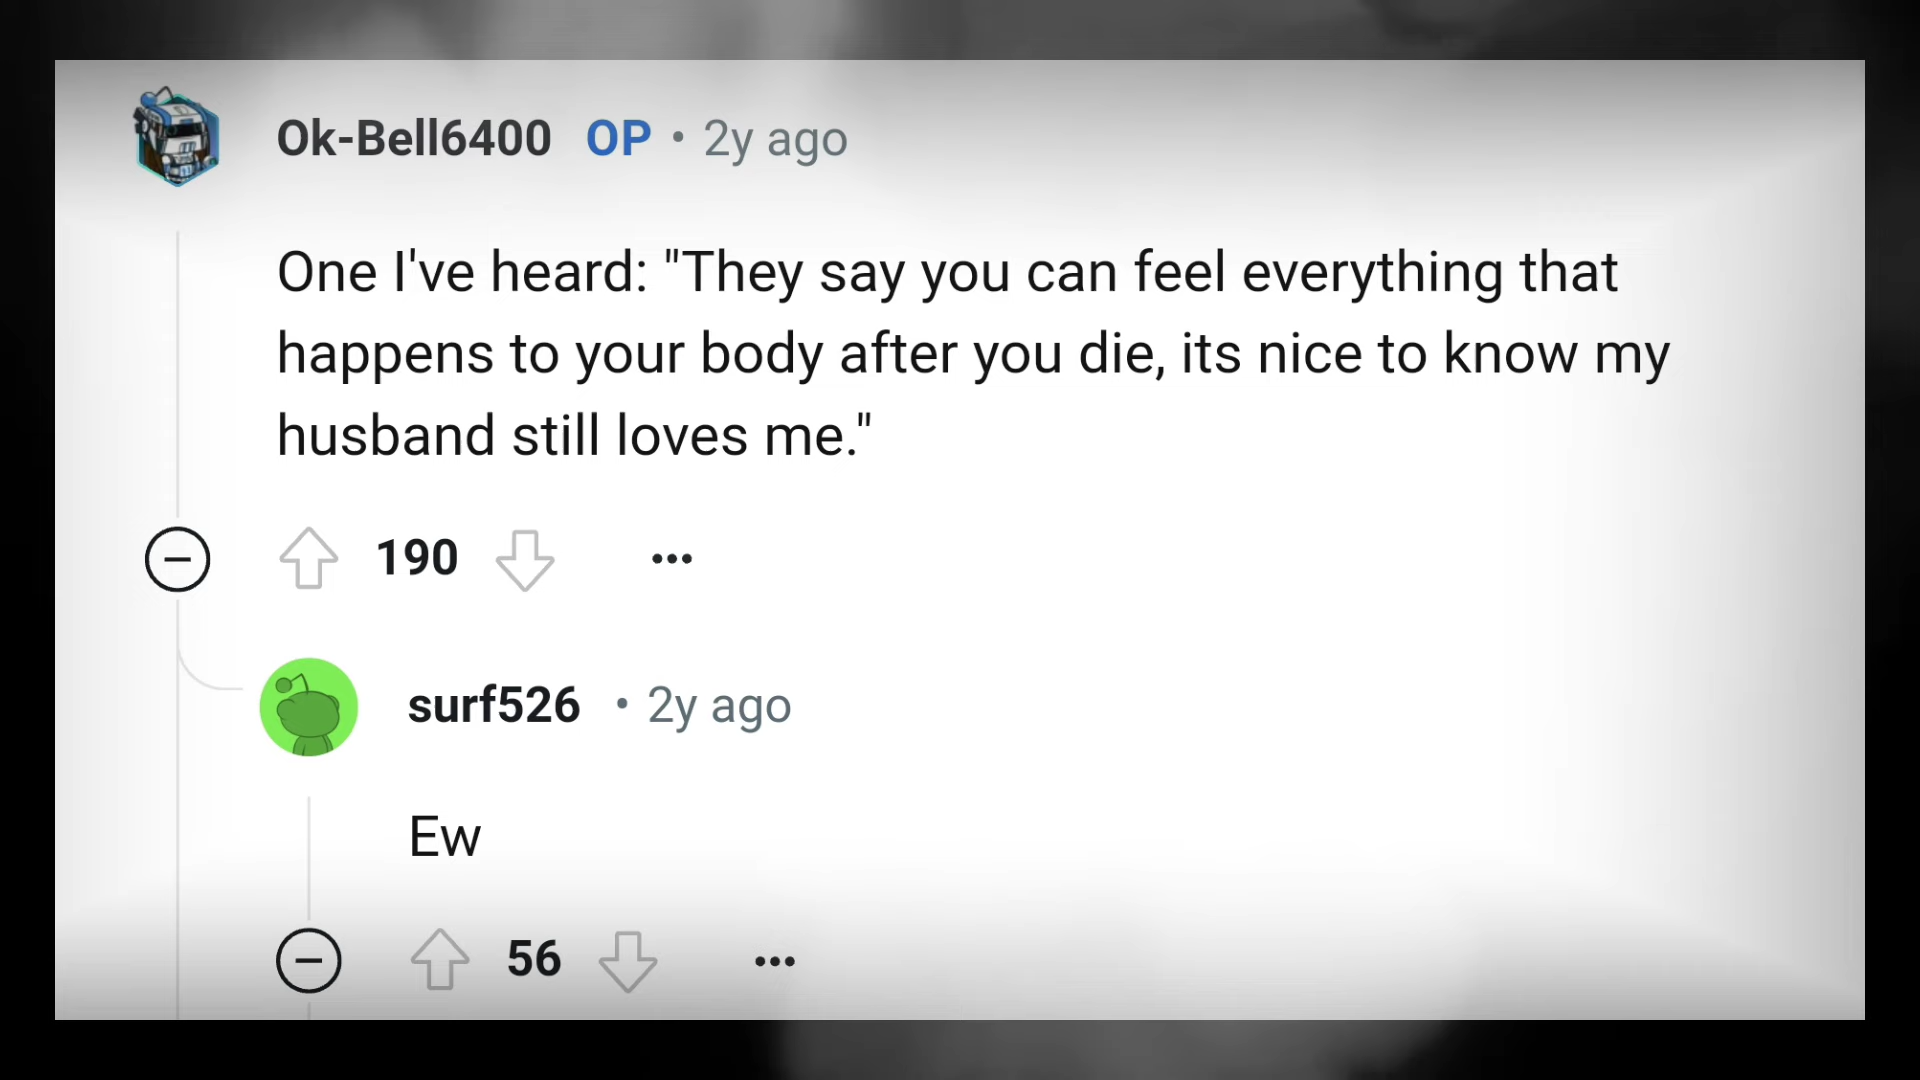 Ok-Bell6400 OP • 2y ago
One I've heard: "They say you can feel everything that
happens to your body after you die, its nice to know my
husband still loves me."
190 •••
surf526 • 2y ago
Ew
56 •••